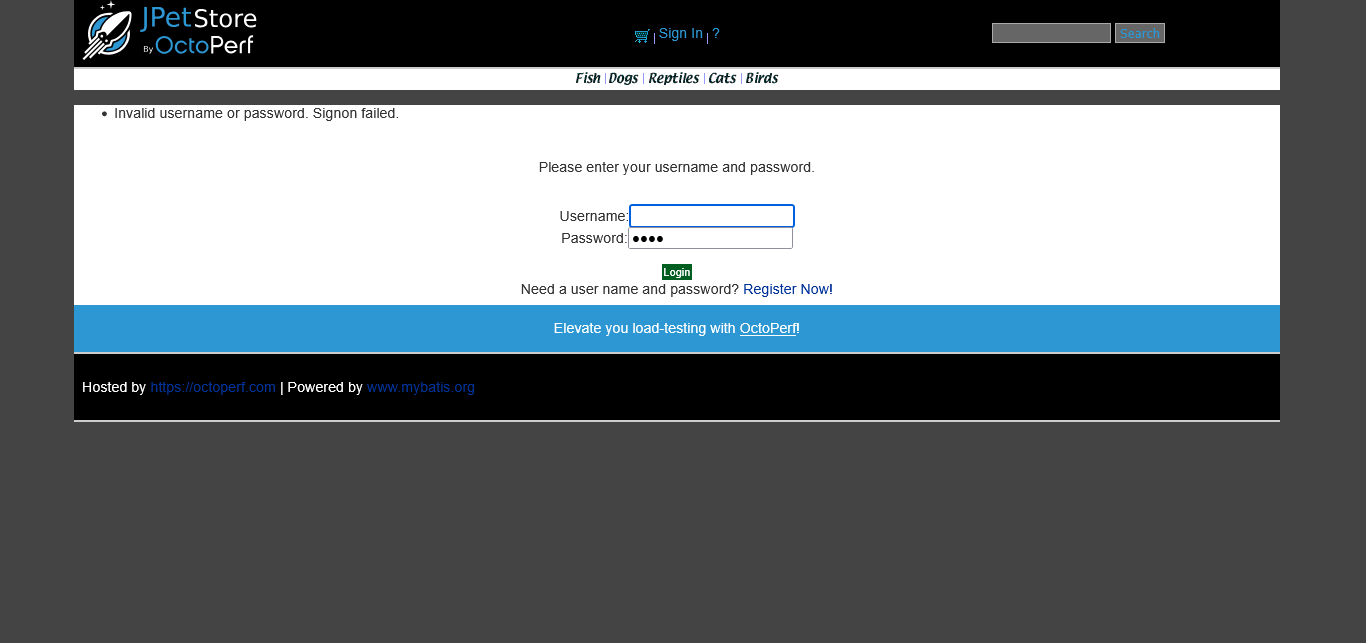 JPetStore
By OctoPerf
Sign In ?
Search
Fish Dogs Reptiles Cats Birds
Invalid username or password. Signon failed.
Please enter your username and password.
Username:
Password:
Login
Need a user name and password? Register Now!
Elevate you load-testing with OctoPerf!
Hosted by https://octoperf.com | Powered by www.mybatis.org